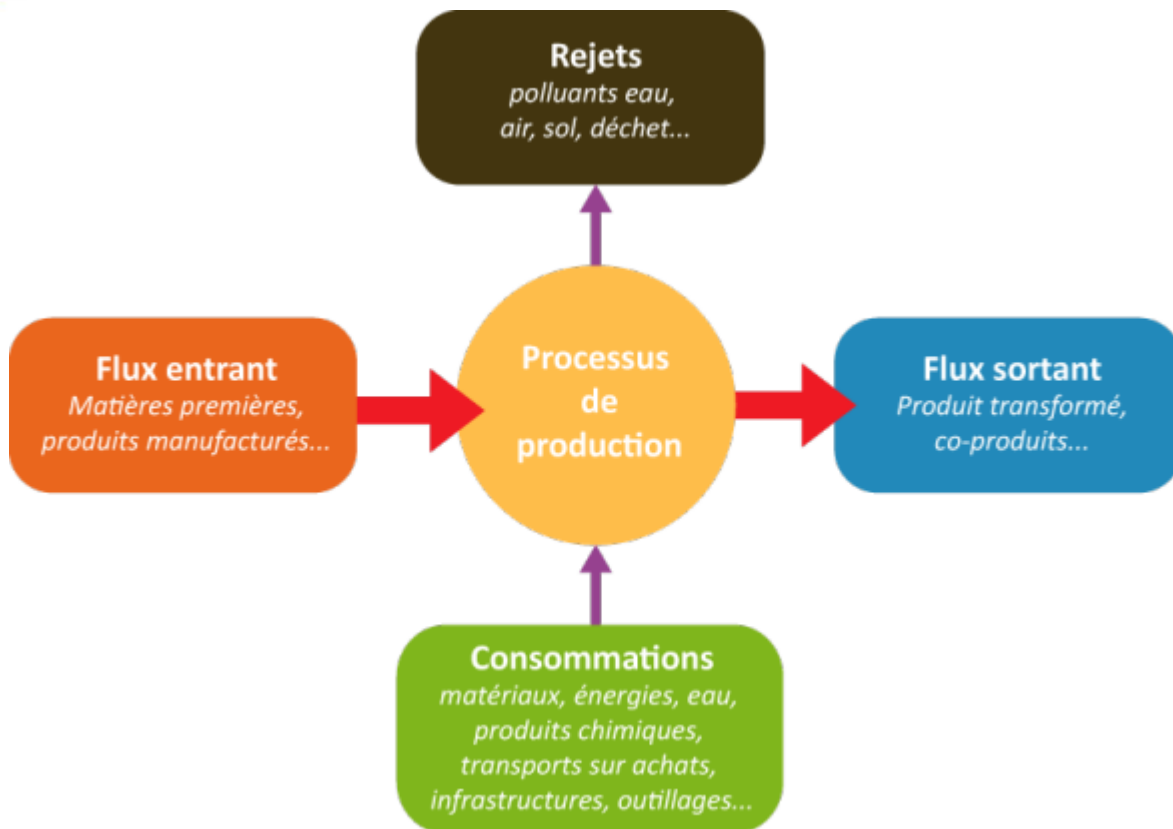 Rejets
polluants eau,
air, sol, déchet...
Flux entrant
Matières premières,
produits manufacturés...
Processus
de
production
Flux sortant
Produit transformé,
co-produits...
Consommations
matériaux, énergies, eau,
produits chimiques,
transports sur achats,
infrastructures, outillages...